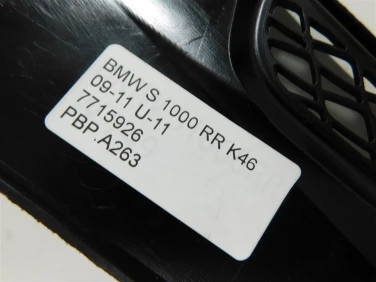 BMW S 1000 RR K46
09-11 U-11
7715926
PBP.A263